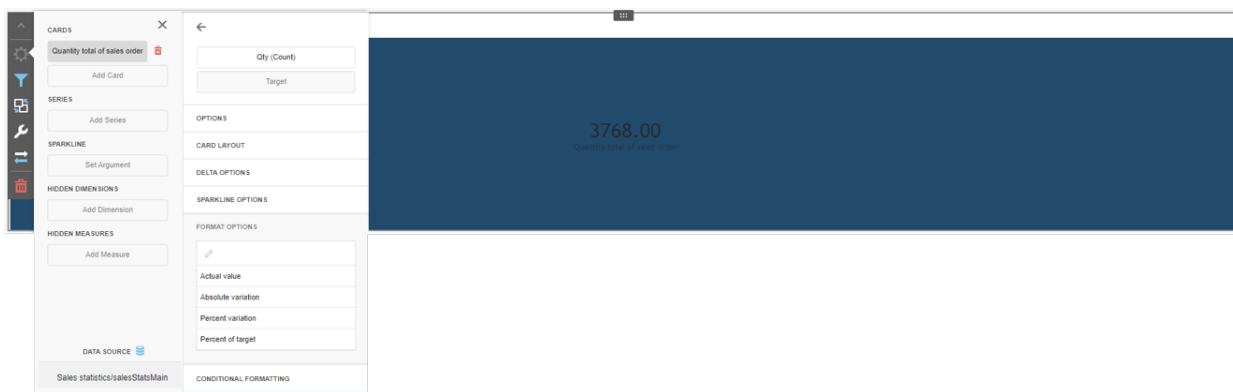 CARDS
Quantity total of sales order
Add Card
SERIES
Add Series
SPARKLINE
Set Argument
HIDDEN DIMENSIONS
Add Dimension
HIDDEN MEASURES
Add Measure
DATA SOURCE
Sales statistics/salesStatsMain
Qty (Count)
Target
OPTIONS
CARD LAYOUT
DELTA OPTIONS
SPARKLINE OPTIONS
FORMAT OPTIONS
Actual value
Absolute variation
Percent variation
Percent of target
CONDITIONAL FORMATTING
3768.00
Quantity total of sales order